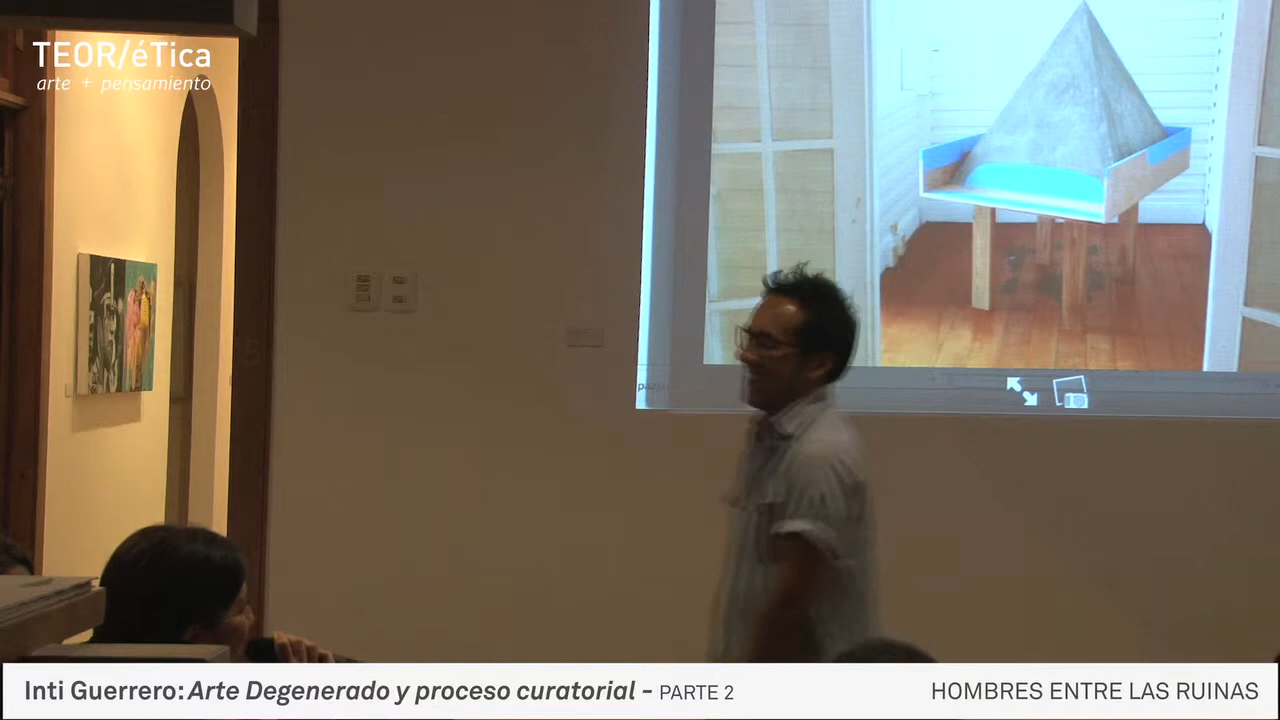 TEOR/éTica
arte + pensamiento
Inti Guerrero: Arte Degenerado y proceso curatorial - PARTE 2
HOMBRES ENTRE LAS RUINAS